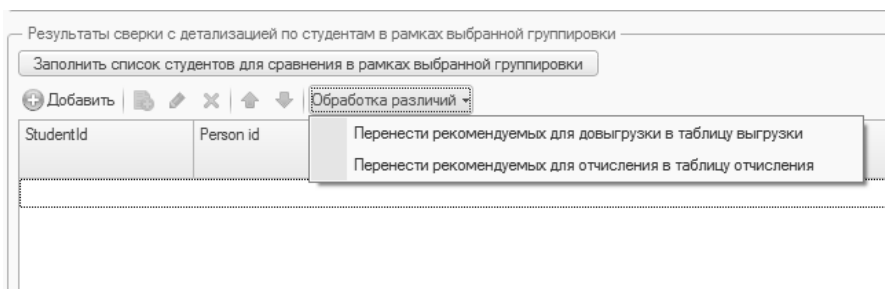 Результаты сверки с детализацией по студентам в рамках выбранной группировки
Заполнить список студентов для сравнения в рамках выбранной группировки
Добавить Обработка различий
StudentId Person id
Перенести рекомендуемых для довыгрузки в таблицу выгрузки
Перенести рекомендуемых для отчисления в таблицу отчисления